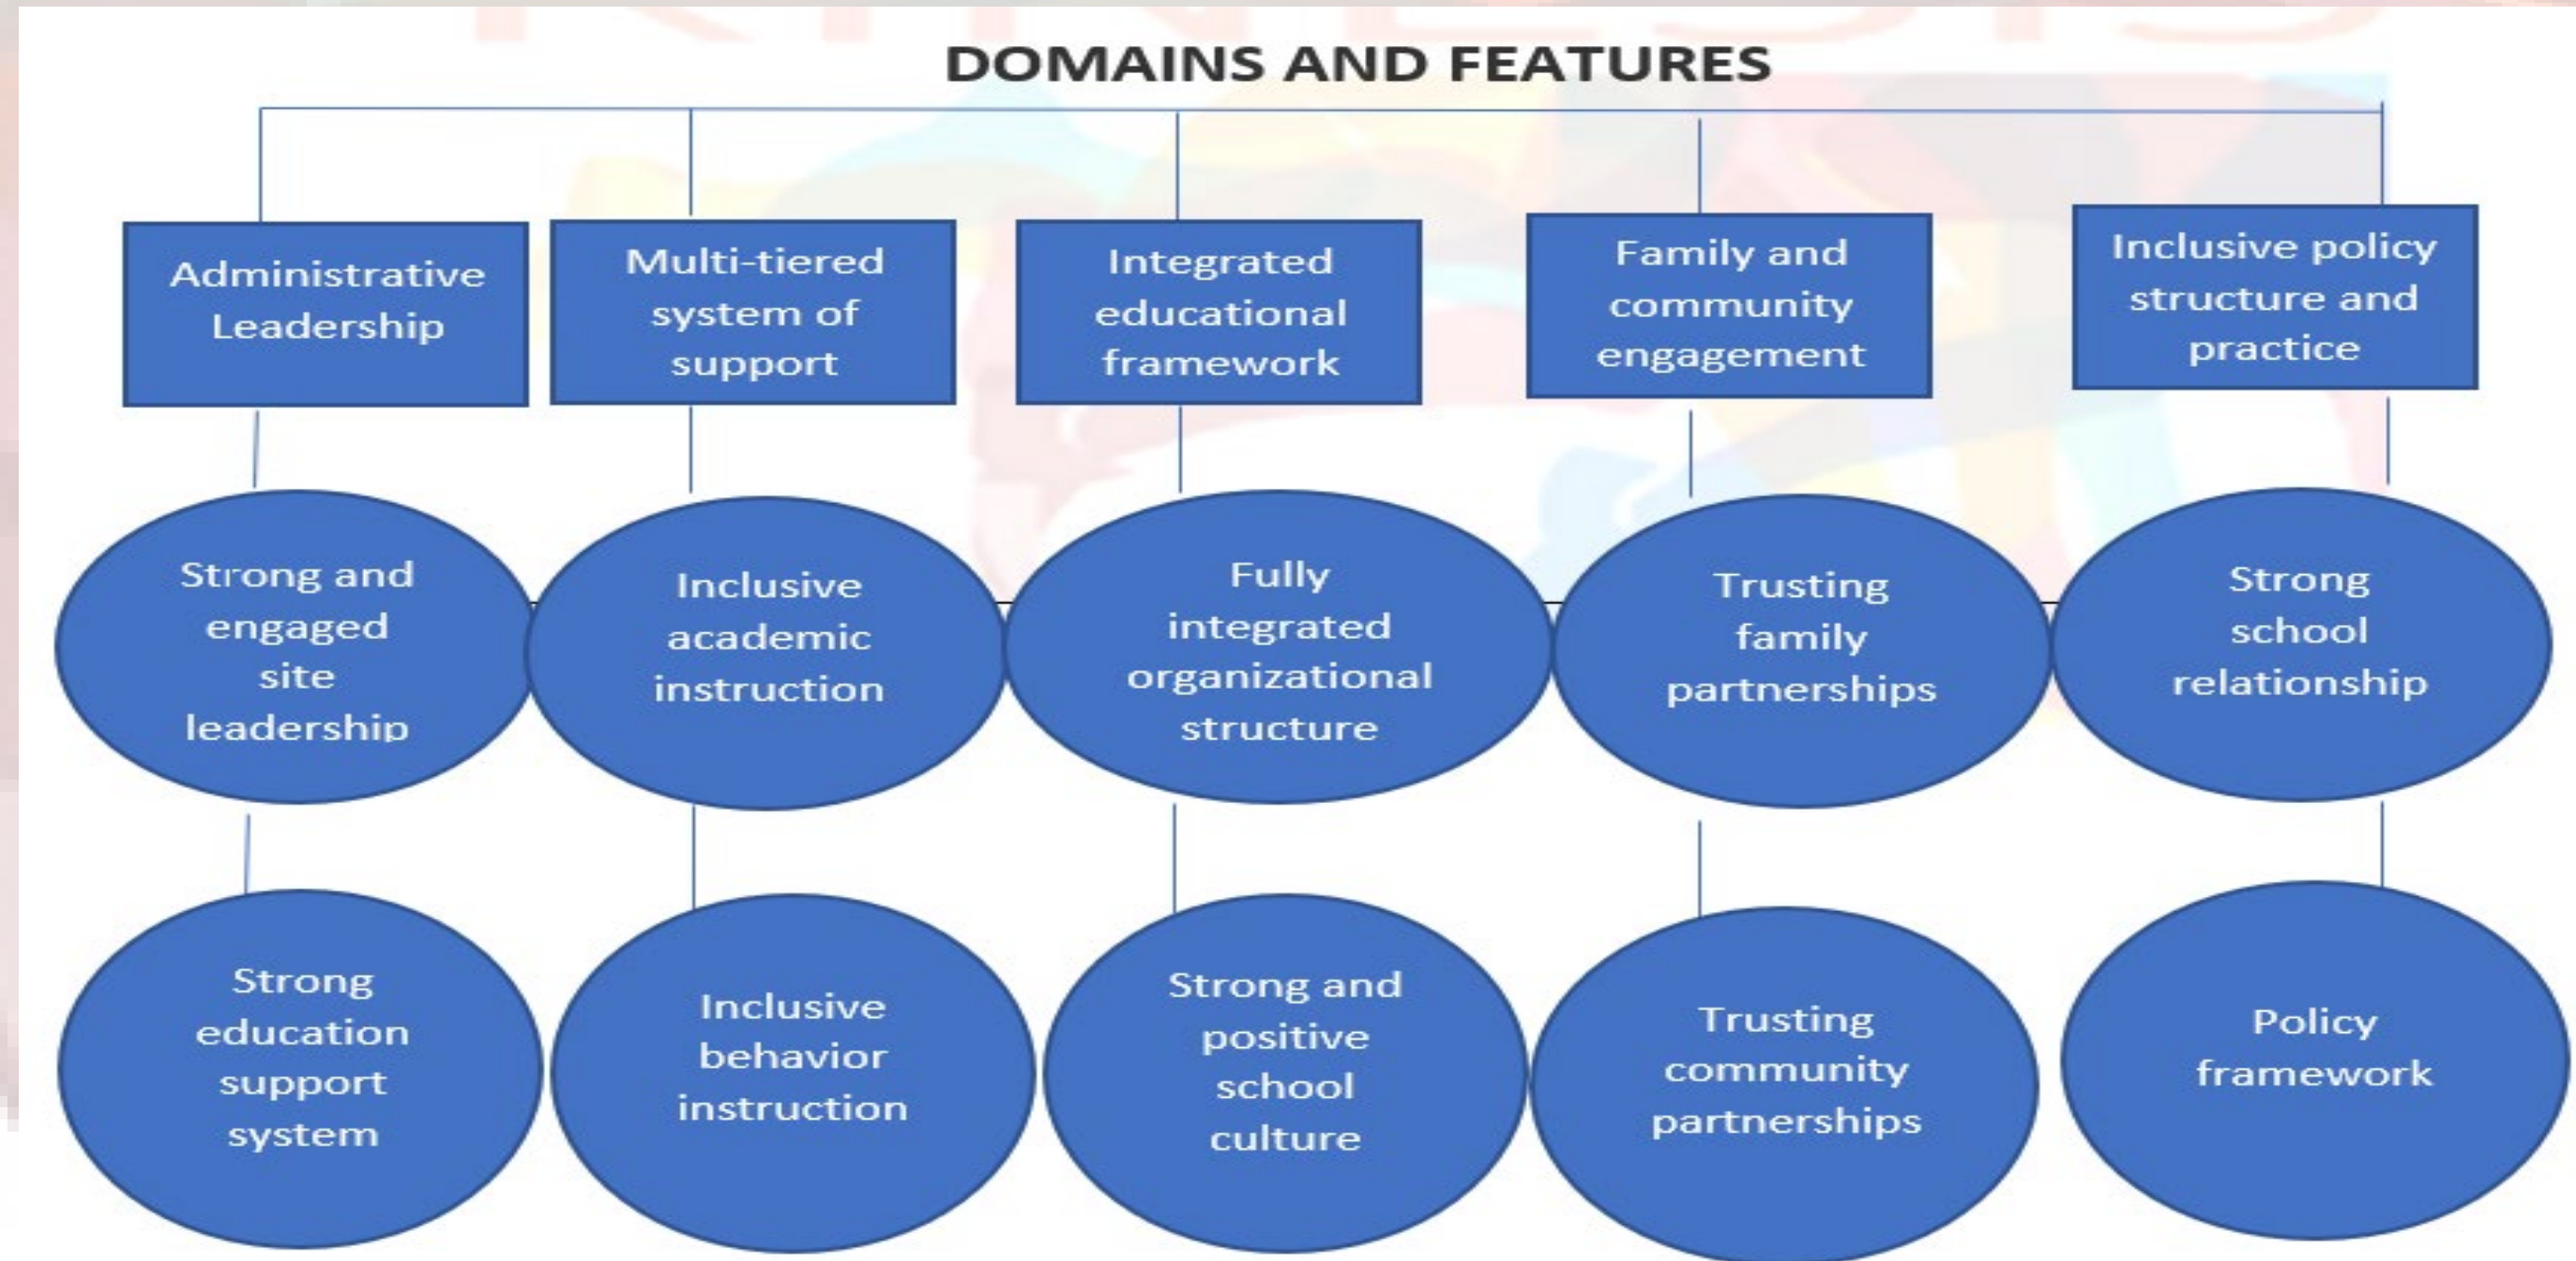 KINESIS
DOMAINS AND FEATURES
Administrative
Leadership
Multi-tiered
system of
support
Integrated
educational
framework
Family and
community
engagement
Inclusive policy
structure and
practice
Strong and
engaged
site
leadership
Inclusive
academic
instruction
Fully
integrated
organizational
structure
Trusting
family
partnerships
Strong
school
relationship
Strong
education
support
system
Inclusive
behavior
instruction
Strong and
positive
school
culture
Trusting
community
partnerships
Policy
framework